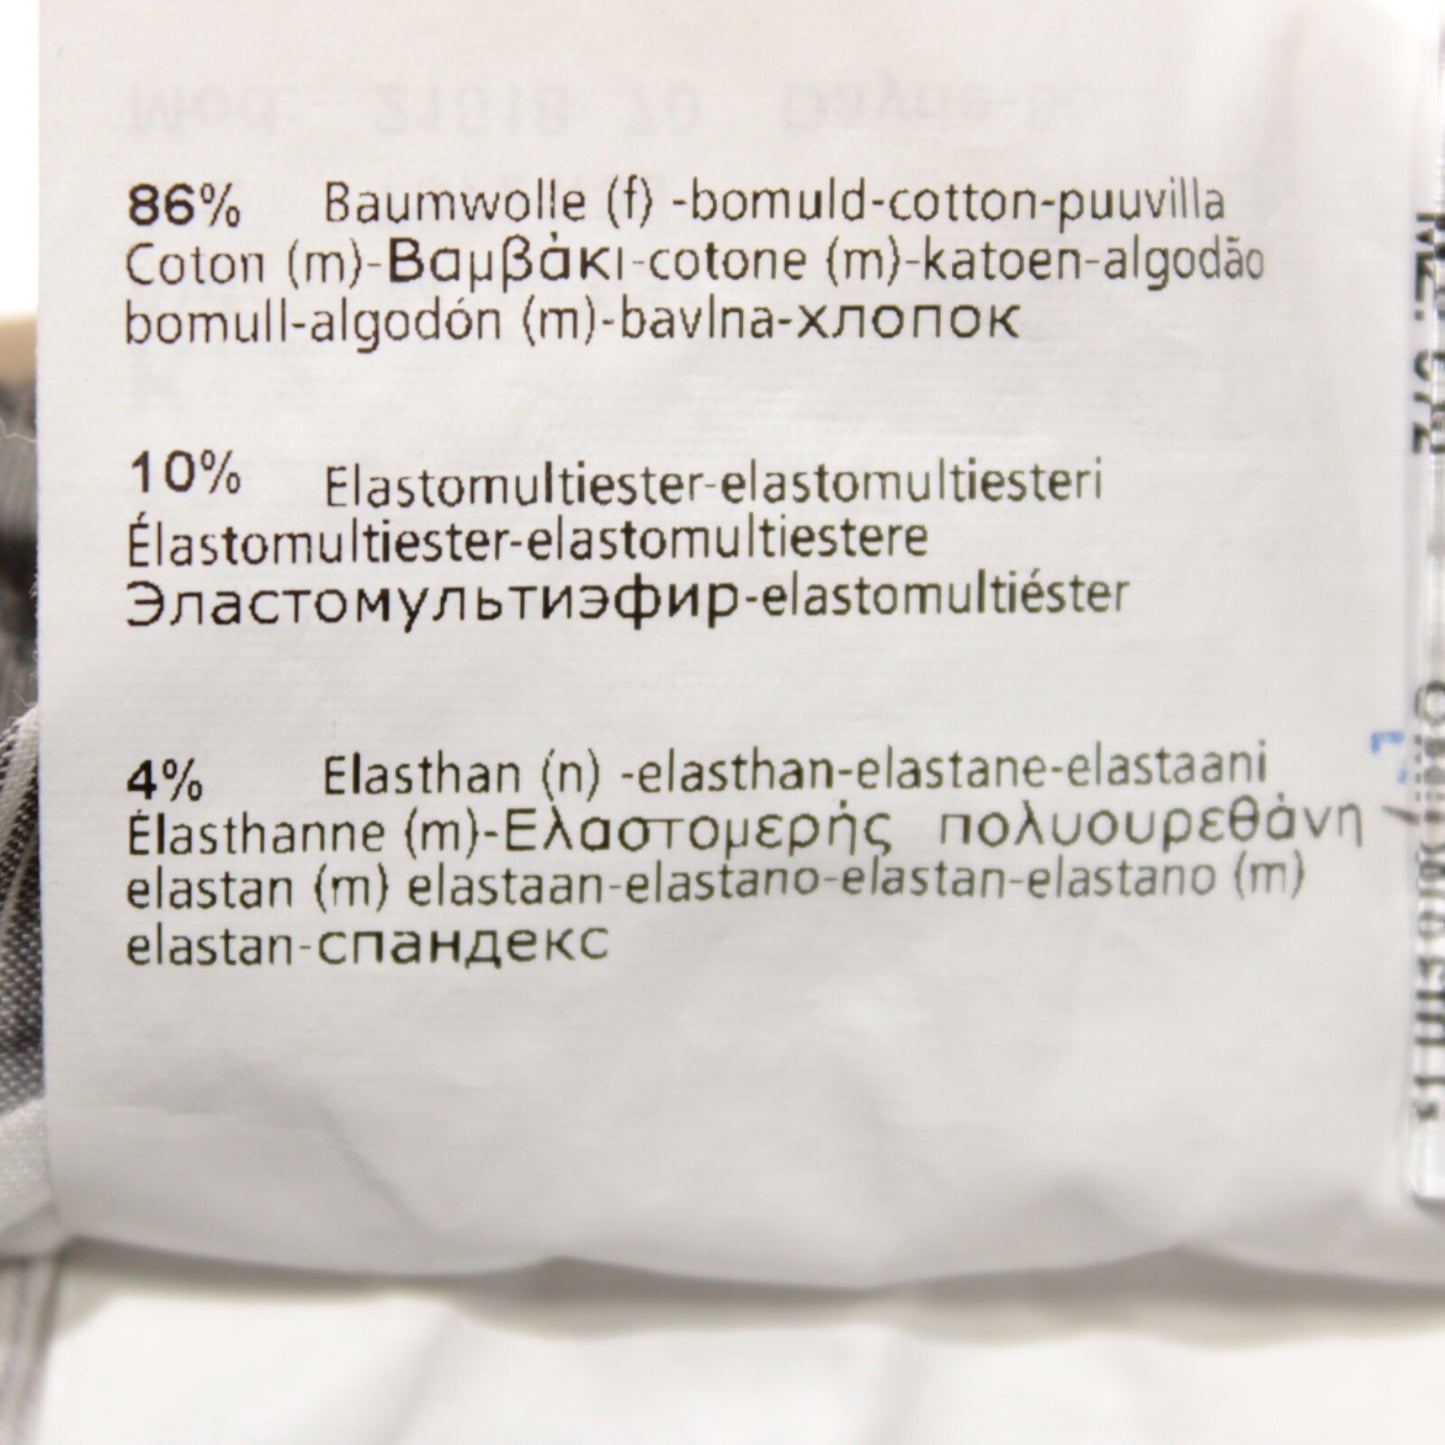 86% Baumwolle (f) -bomuld-cotton-puuvilla
Coton (m)-Βαμβάκι-cotone (m)-katoen-algodão
bomull-algodón (m)-bavlna-хлопок
10% Elastomultiester-elastomultiesteri
Élastomultiester-elastomultiestere
Эластомультиэфир-elastomultiéster
4% Elasthan (n) -elasthan-elastane-elastaani
Élasthanne (m)-Ελαστομερής πολυουρεθάνη
elastan (m) elastaan-elastano-elastan-elastano (m)
elastan-спандекс